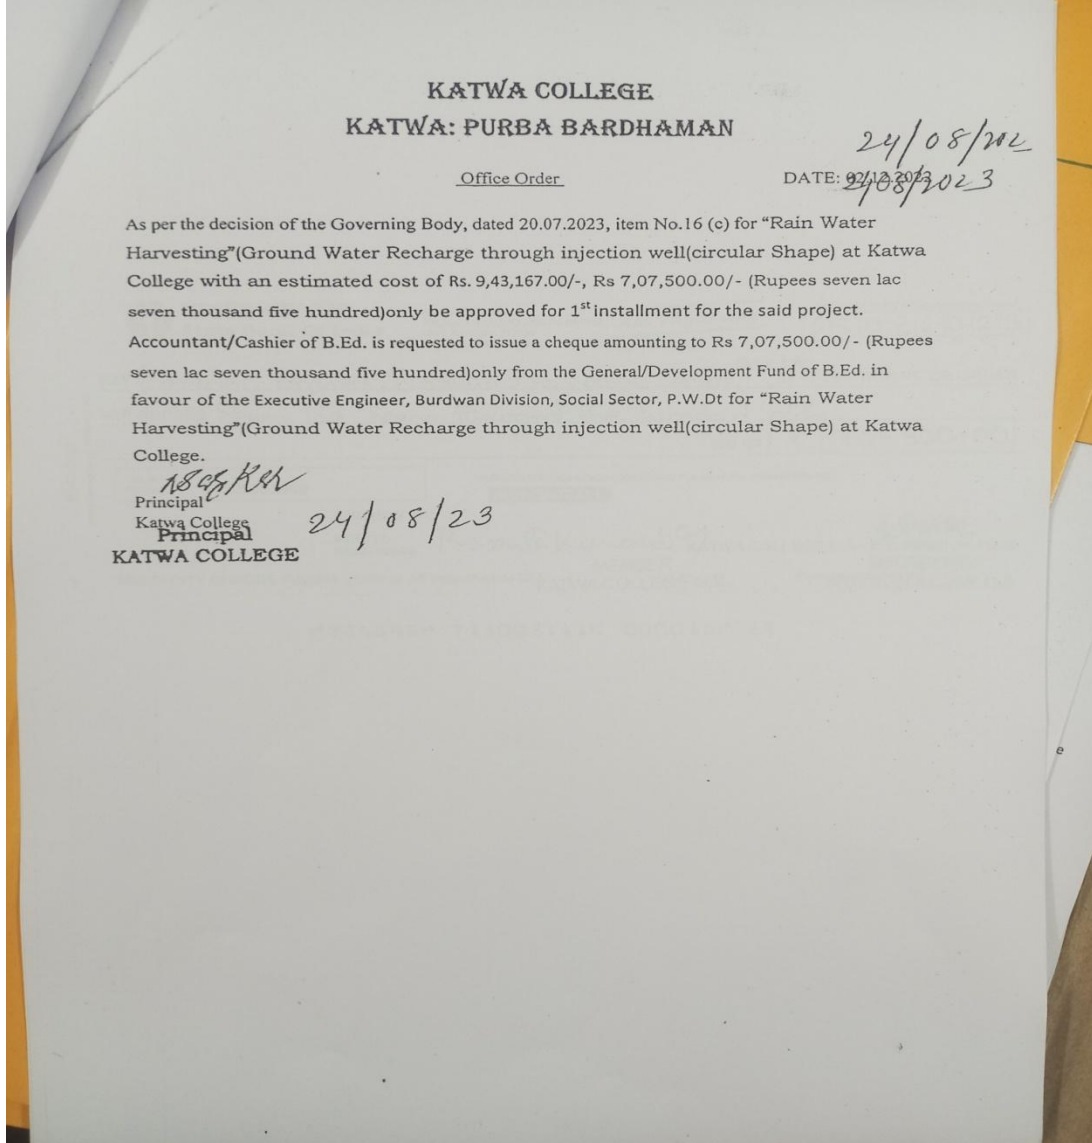 KATWA COLLEGE
KATWA: PURBA BARDHAMAN
24/08/202
Office Order
DATE: 02.12.2023
24/08/2023
As per the decision of the Governing Body, dated 20.07.2023, item No.16 (c) for “Rain Water
Harvesting”(Ground Water Recharge through injection well(circular Shape) at Katwa
College with an estimated cost of Rs. 9,43,167.00/-, Rs 7,07,500.00/- (Rupees seven lac
seven thousand five hundred)only be approved for 1st installment for the said project.
Accountant/Cashier of B.Ed. is requested to issue a cheque amounting to Rs 7,07,500.00/- (Rupees
seven lac seven thousand five hundred)only from the General/Development Fund of B.Ed. in
favour of the Executive Engineer, Burdwan Division, Social Sector, P.W.Dt for “Rain Water
Harvesting”(Ground Water Recharge through injection well(circular Shape) at Katwa
College.
Principal
Katwa College
24/08/23
Principal
KATWA COLLEGE
e